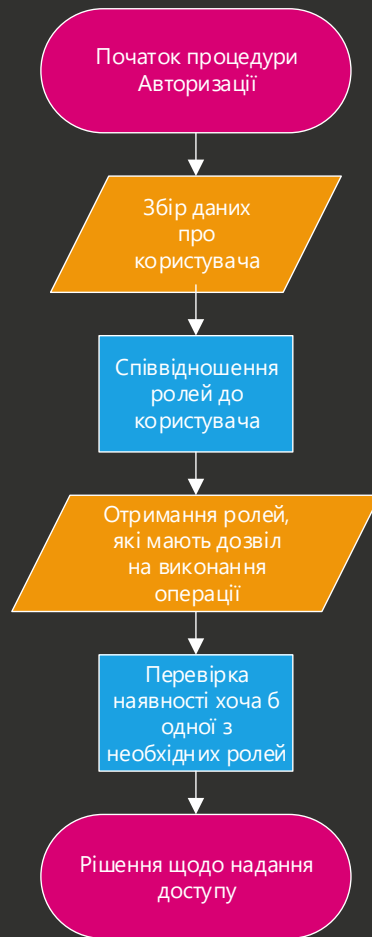 Початок процедури
Авторизації
Збір даних
про
користувача
Співвідношення
ролей до
користувача
Отримання ролей,
які мають дозвіл
на виконання
операції
Перевірка
наявності хоча б
одної з
необхідних ролей
Рішення щодо надання
доступу